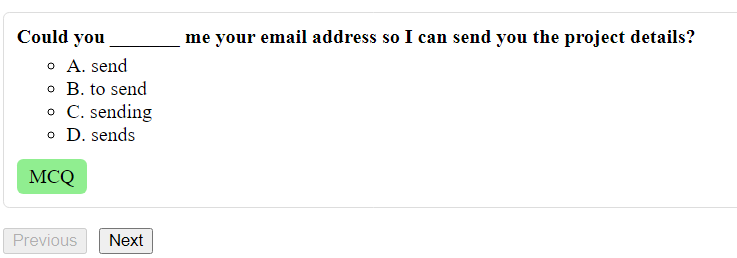 Could you _______ me your email address so I can send you the project details?
A. send
B. to send
C. sending
D. sends
MCQ
Previous Next